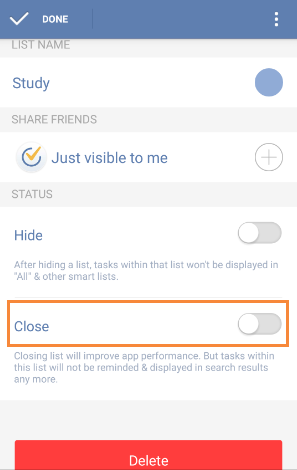 DONE
LIST NAME
Study
SHARE FRIENDS
Just visible to me
STATUS
Hide
After hiding a list, tasks within that list won't be displayed in
"All" & other smart lists.
Close
Closing list will improve app performance. But tasks within
this list will not be reminded & displayed in search results
any more.
Delete